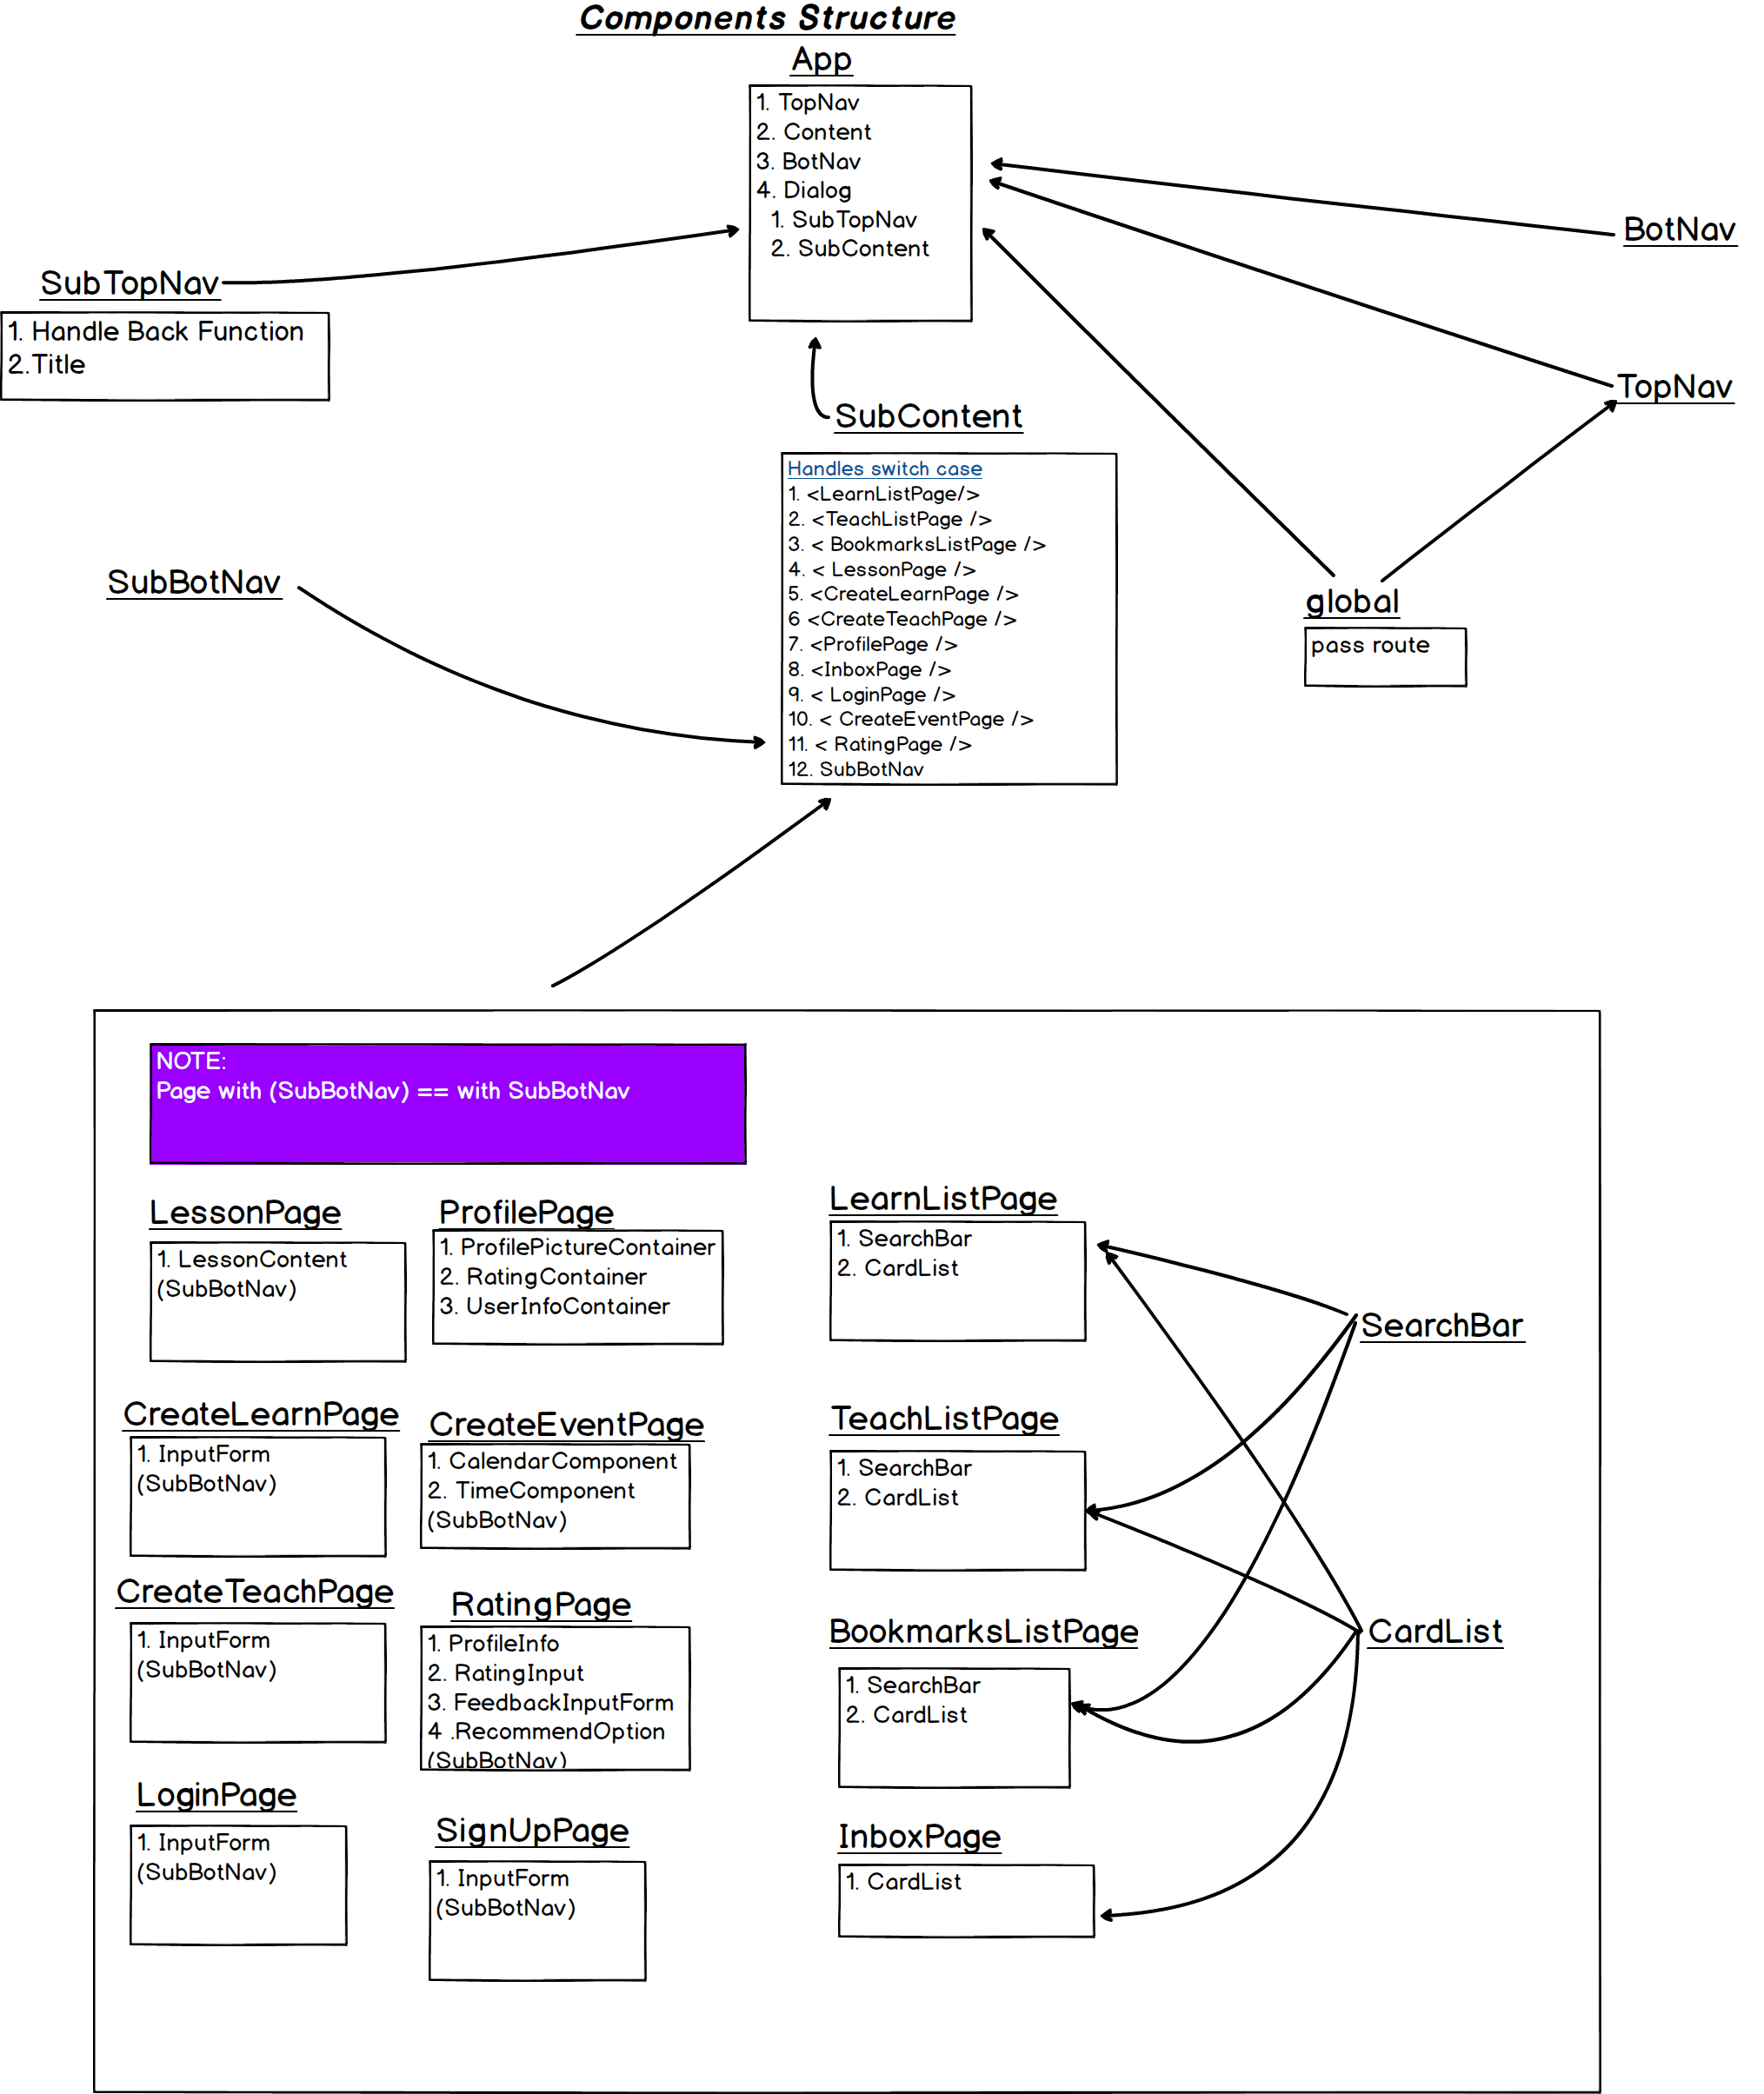 Components Structure
App
1. TopNav
2. Content
3. BotNav
4. Dialog
1. SubTopNav
2. SubContent
BotNav
SubTopNav
1. Handle Back Function
2.Title
TopNav
SubContent
Handles switch case
1. <LearnListPage/>
2. <TeachListPage />
3. < BookmarksListPage />
4. < LessonPage />
5. <CreateLearnPage />
6 <CreateTeachPage />
7. <ProfilePage />
8. <InboxPage />
9. < LoginPage />
10. < CreateEventPage />
11. < RatingPage />
12. SubBotNav
SubBotNav
global
pass route
NOTE:
Page with (SubBotNav) == with SubBotNav
LessonPage
1. LessonContent
(SubBotNav)
ProfilePage
1. ProfilePictureContainer
2. RatingContainer
3. UserInfoContainer
LearnListPage
1. SearchBar
2. CardList
SearchBar
CreateLearnPage
1. InputForm
(SubBotNav)
CreateEventPage
1. CalendarComponent
2. TimeComponent
(SubBotNav)
TeachListPage
1. SearchBar
2. CardList
CreateTeachPage
1. InputForm
(SubBotNav)
RatingPage
1. ProfileInfo
2. RatingInput
3. FeedbackInputForm
4 .RecommendOption
(SubBotNav)
BookmarksListPage
1. SearchBar
2. CardList
CardList
LoginPage
1. InputForm
(SubBotNav)
SignUpPage
1. InputForm
(SubBotNav)
InboxPage
1. CardList